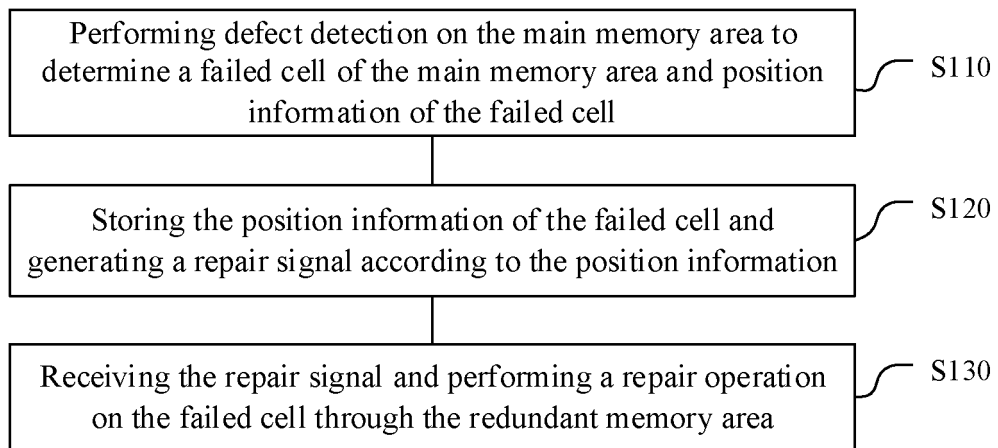 Performing defect detection on the main memory area to
determine a failed cell of the main memory area and position
information of the failed cell
S110
Storing the position information of the failed cell and
generating a repair signal according to the position information
S120
Receiving the repair signal and performing a repair operation
on the failed cell through the redundant memory area
S130